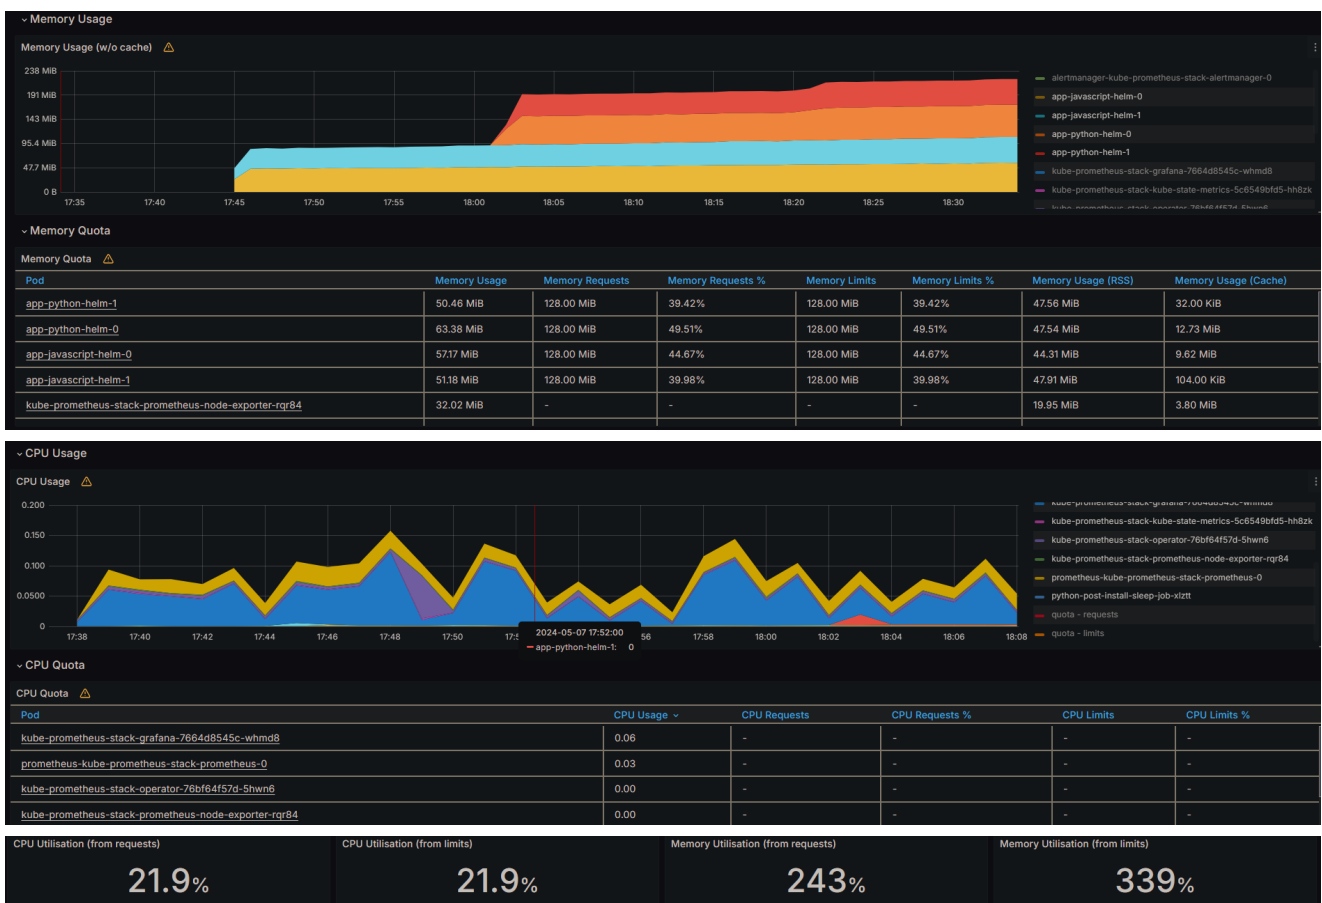 Memory Usage
Memory Usage (w/o cache)
238 MiB
191 MiB
143 MiB
95.4 MiB
47.7 MiB
0 B
17:35 17:40 17:45 17:50 17:55 18:00 18:05 18:10 18:15 18:20 18:25 18:30
alertmanager-kube-prometheus-stack-alertmanager-0
app-javascript-helm-0
app-javascript-helm-1
app-python-helm-0
app-python-helm-1
kube-prometheus-stack-grafana-7664d8545c-whmd8
kube-prometheus-stack-kube-state-metrics-5c6549bfd5-hh8zk
kube-prometheus-stack-operator-76bf64f57d-5hwn6
Memory Quota
Memory Quota
Pod Memory Usage Memory Requests Memory Requests % Memory Limits Memory Limits % Memory Usage (RSS) Memory Usage (Cache)
app-python-helm-1 50.46 MiB 128.00 MiB 39.42% 128.00 MiB 39.42% 47.56 MiB 32.00 KiB
app-python-helm-0 63.38 MiB 128.00 MiB 49.51% 128.00 MiB 49.51% 47.54 MiB 12.73 MiB
app-javascript-helm-0 57.17 MiB 128.00 MiB 44.67% 128.00 MiB 44.67% 44.31 MiB 9.62 MiB
app-javascript-helm-1 51.18 MiB 128.00 MiB 39.98% 128.00 MiB 39.98% 47.91 MiB 104.00 KiB
kube-prometheus-stack-prometheus-node-exporter-rqr84 32.02 MiB - - - - 19.95 MiB 3.80 MiB
CPU Usage
CPU Usage
0.200
0.150
0.100
0.0500
0
17:38 17:40 17:42 17:44 17:46 17:48 17:50 17:5 56 17:58 18:00 18:02 18:04 18:06 18:08
2024-05-07 17:52:00
app-python-helm-1: 0
kube-prometheus-stack-grafana-7664d8545c-whmd8
kube-prometheus-stack-kube-state-metrics-5c6549bfd5-hh8zk
kube-prometheus-stack-operator-76bf64f57d-5hwn6
kube-prometheus-stack-prometheus-node-exporter-rqr84
prometheus-kube-prometheus-stack-prometheus-0
python-post-install-sleep-job-xlztt
quota - requests
quota - limits
CPU Quota
CPU Quota
Pod CPU Usage CPU Requests CPU Requests % CPU Limits CPU Limits %
kube-prometheus-stack-grafana-7664d8545c-whmd8 0.06 - - - -
prometheus-kube-prometheus-stack-prometheus-0 0.03 - - - -
kube-prometheus-stack-operator-76bf64f57d-5hwn6 0.00 - - - -
kube-prometheus-stack-prometheus-node-exporter-rqr84 0.00 - - - -
CPU Utilisation (from requests) CPU Utilisation (from limits) Memory Utilisation (from requests) Memory Utilisation (from limits)
21.9% 21.9% 243% 339%